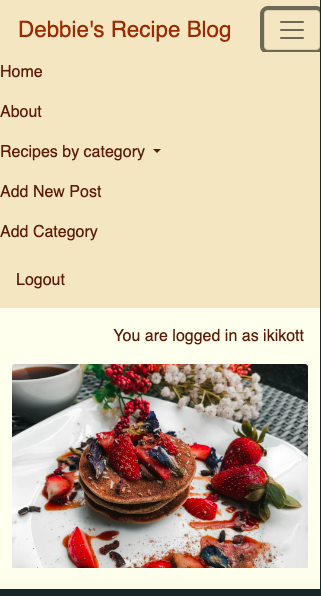 Debbie's Recipe Blog
Home
About
Recipes by category
Add New Post
Add Category
Logout
You are logged in as ikikott